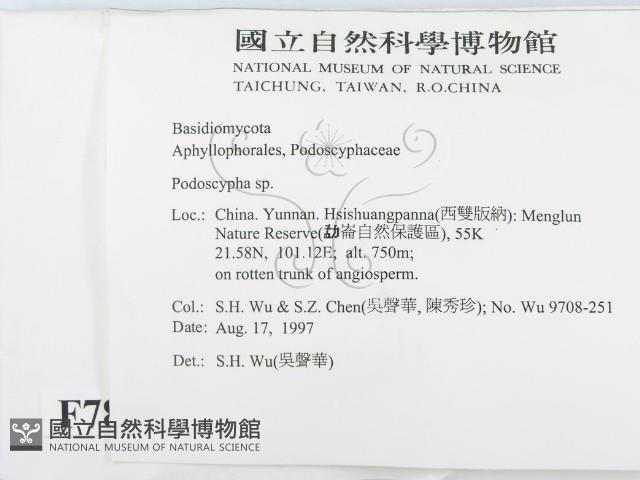 國立自然科學博物館
NATIONAL MUSEUM OF NATURAL SCIENCE
TAICHUNG, TAIWAN, R.O.CHINA
Basidiomycota
Aphyllophorales, Podoscyphaceae
Podoscypha sp.
Loc.: China. Yunnan. Hsishuangpanna(西雙版納): Menglun
Nature Reserve(勐崙自然保護區), 55K
21.58N, 101.12E; alt. 750m;
on rotten trunk of angiosperm.
Col.: S.H. Wu & S.Z. Chen(吳聲華, 陳秀珍); No. Wu 9708-251
Date: Aug. 17, 1997
Det.: S.H. Wu(吳聲華)
國立自然科學博物館
NATIONAL MUSEUM OF NATURAL SCIENCE